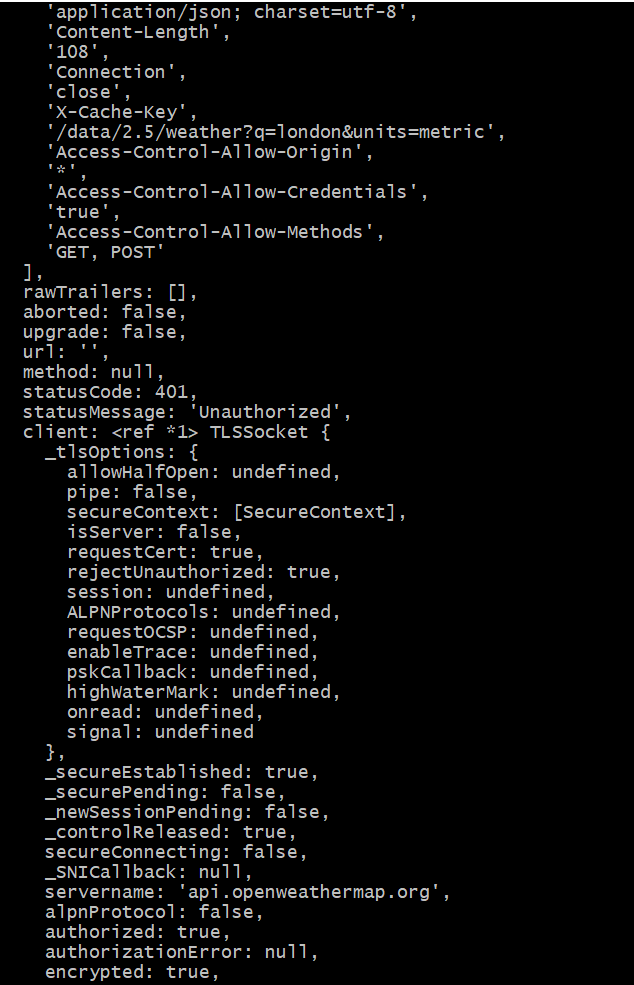 'application/json; charset=utf-8',
'Content-Length',
'108',
'Connection',
'close',
'X-Cache-Key',
'/data/2.5/weather?q=london&units=metric',
'Access-Control-Allow-Origin',
'*',
'Access-Control-Allow-Credentials',
'true',
'Access-Control-Allow-Methods',
'GET, POST'
],
rawTrailers: [],
aborted: false,
upgrade: false,
url: '',
method: null,
statusCode: 401,
statusMessage: 'Unauthorized',
client: <ref *1> TLSSocket {
_tlsOptions: {
allowHalfOpen: undefined,
pipe: false,
secureContext: [SecureContext],
isServer: false,
requestCert: true,
rejectUnauthorized: true,
session: undefined,
ALPNProtocols: undefined,
requestOCSP: undefined,
enableTrace: undefined,
pskCallback: undefined,
highWaterMark: undefined,
onread: undefined,
signal: undefined
},
_secureEstablished: true,
_securePending: false,
_newSessionPending: false,
_controlReleased: true,
secureConnecting: false,
_SNICallback: null,
servername: 'api.openweathermap.org',
alpnProtocol: false,
authorized: true,
authorizationError: null,
encrypted: true,